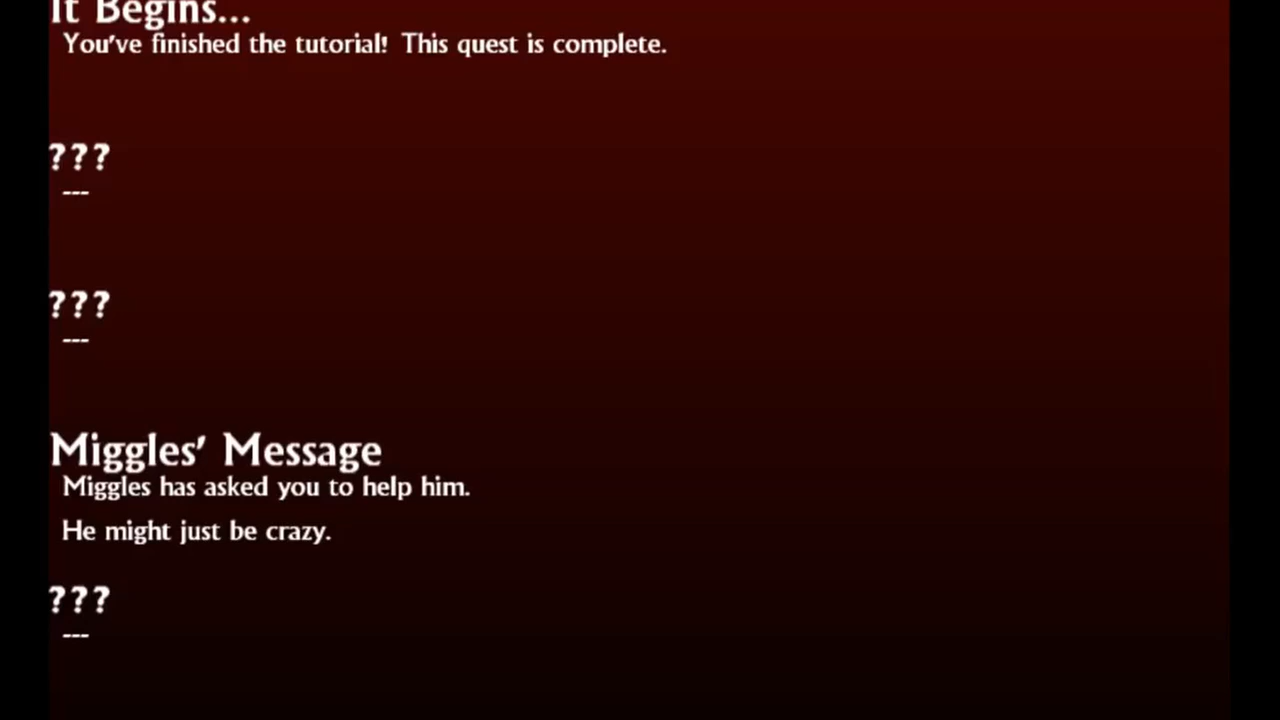 It Begins...
You've finished the tutorial! This quest is complete.
???
---
???
---
Miggles' Message
Miggles has asked you to help him.
He might just be crazy.
???
---